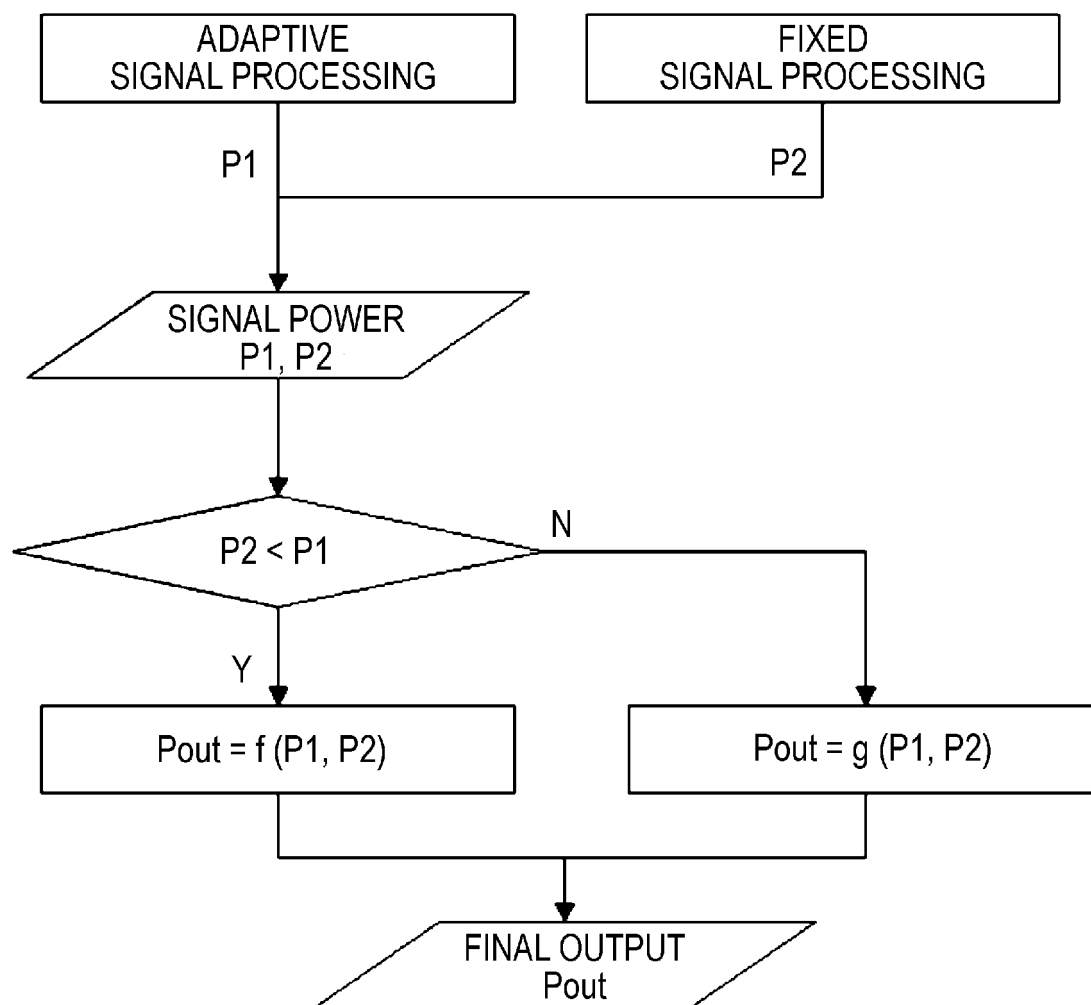 ADAPTIVE
SIGNAL PROCESSING
FIXED
SIGNAL PROCESSING
P1
P2
SIGNAL POWER
P1, P2
P2 < P1
N
Y
Pout = f (P1, P2)
Pout = g (P1, P2)
FINAL OUTPUT
Pout